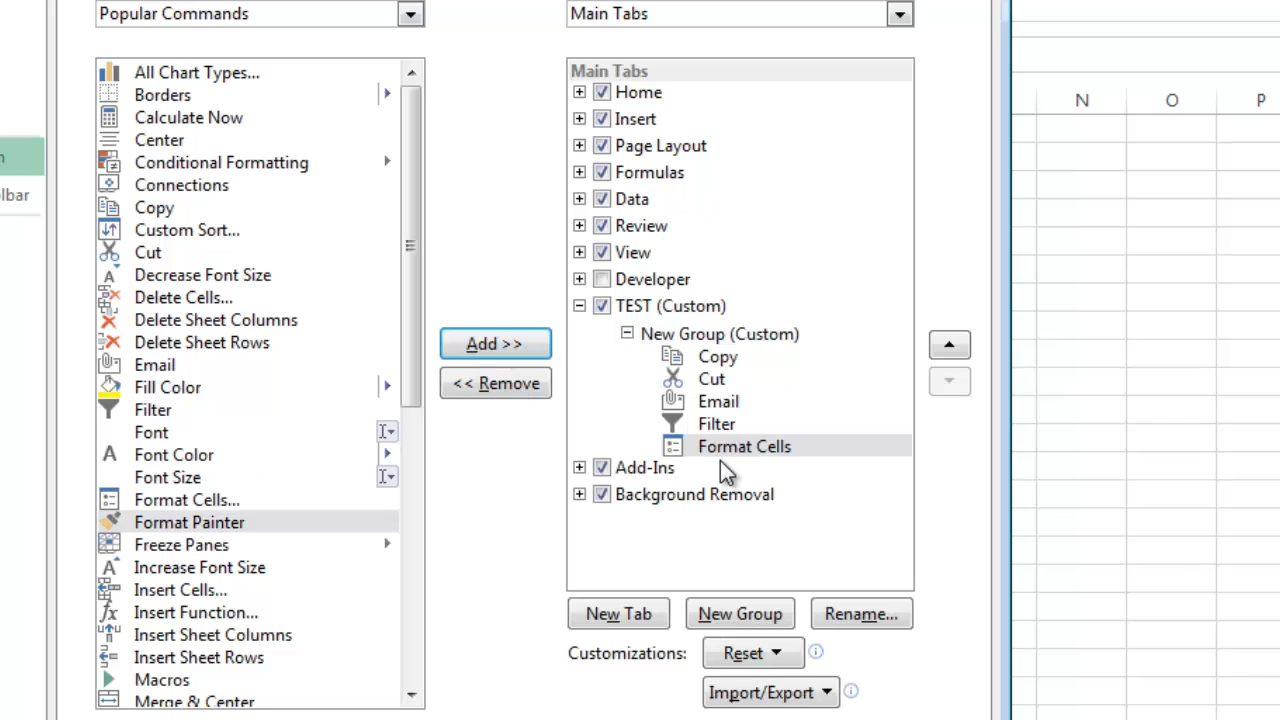 Popular Commands
Main Tabs
All Chart Types...
Borders
Calculate Now
Center
Conditional Formatting
Connections
Copy
Custom Sort...
Cut
Decrease Font Size
Delete Cells...
Delete Sheet Columns
Delete Sheet Rows
Email
Fill Color
Filter
Font
Font Color
Font Size
Format Cells...
Format Painter
Freeze Panes
Increase Font Size
Insert Cells...
Insert Function...
Insert Sheet Columns
Insert Sheet Rows
Macros
Merge & Center
Add >>
<< Remove
Main Tabs
Home
Insert
Page Layout
Formulas
Data
Review
View
Developer
TEST (Custom)
New Group (Custom)
Copy
Cut
Email
Filter
Format Cells
Add-Ins
Background Removal
New Tab
New Group
Rename...
Customizations:
Reset
Import/Export
N
O
P